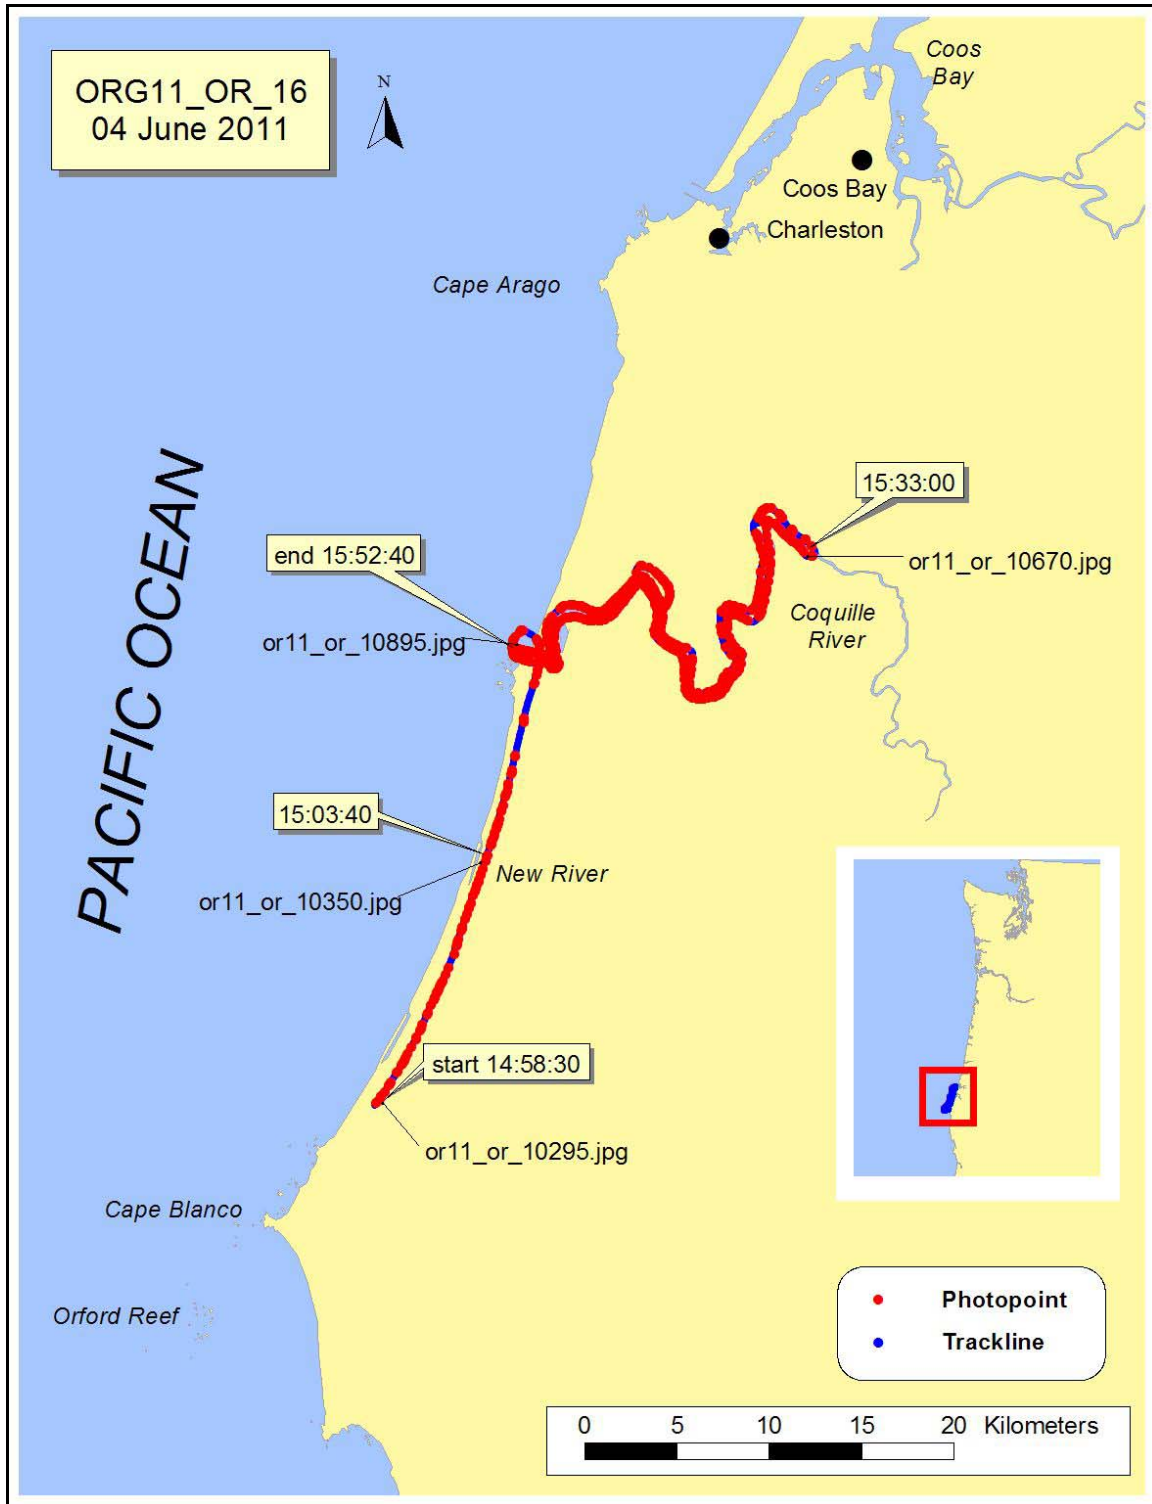 ORG11_OR_16
04 June 2011
N
Coos
Bay
Coos Bay
Charleston
Cape Arago
PACIFIC OCEAN
15:33:00
end 15:52:40
or11_or_10670.jpg
Coquille
River
or11_or_10895.jpg
15:03:40
New River
or11_or_10350.jpg
start 14:58:30
or11_or_10295.jpg
Cape Blanco
Orford Reef
Photopoint
Trackline
0 5 10 15 20 Kilometers